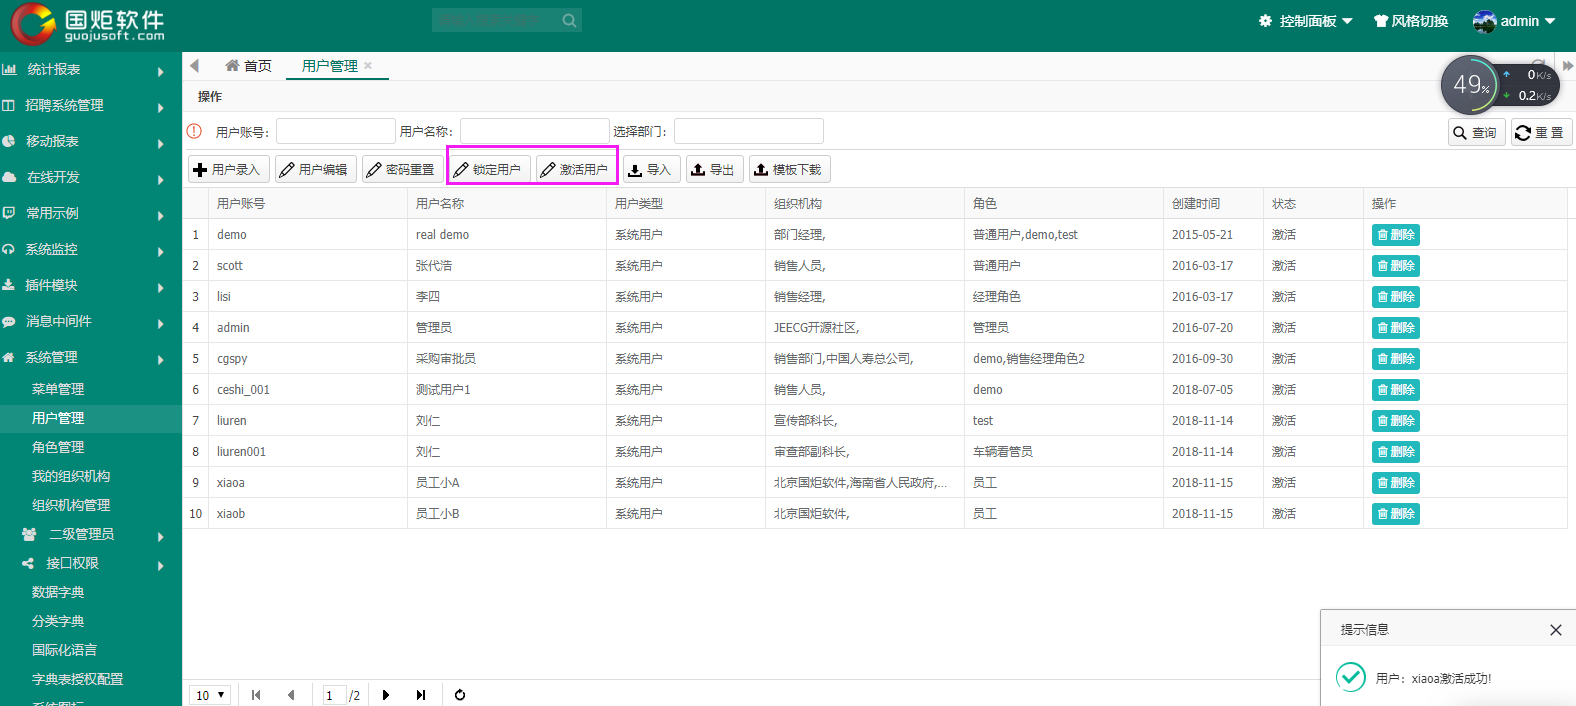 国炬软件
guojusoft.com
控制面板
风格切换
admin
统计报表
招聘系统管理
移动报表
在线开发
常用示例
系统监控
插件模块
消息中间件
系统管理
菜单管理
用户管理
角色管理
我的组织机构
组织机构管理
二级管理员
接口权限
数据字典
分类字典
国际化语言
字典表授权配置
系统图标
首页 用户管理
49% 0K/s
0.2K/s
操作
用户账号： 用户名称： 选择部门： 查询 重置
用户录入 用户编辑 密码重置 锁定用户 激活用户 导入 导出 模板下载
用户账号 用户名称 用户类型 组织机构 角色 创建时间 状态 操作
1 demo real demo 系统用户 部门经理, 普通用户,demo,test 2015-05-21 激活 删除
2 scott 张代浩 系统用户 销售人员, 普通用户 2016-03-17 激活 删除
3 lisi 李四 系统用户 销售经理, 经理角色 2016-03-17 激活 删除
4 admin 管理员 系统用户 JEECG开源社区, 管理员 2016-07-20 激活 删除
5 cgspy 采购审批员 系统用户 销售部门,中国人寿总公司, demo,销售经理角色2 2016-09-30 激活 删除
6 ceshi_001 测试用户1 系统用户 销售人员, demo 2018-07-05 激活 删除
7 liuren 刘仁 系统用户 宣传部科长, test 2018-11-14 激活 删除
8 liuren001 刘仁 系统用户 审查部副科长, 车辆看管员 2018-11-14 激活 删除
9 xiaoa 员工小A 系统用户 北京国炬软件,海南省人民政府,... 员工 2018-11-15 激活 删除
10 xiaob 员工小B 系统用户 北京国炬软件, 员工 2018-11-15 激活 删除
10 1 /2
提示信息
用户：xiaoa激活成功!